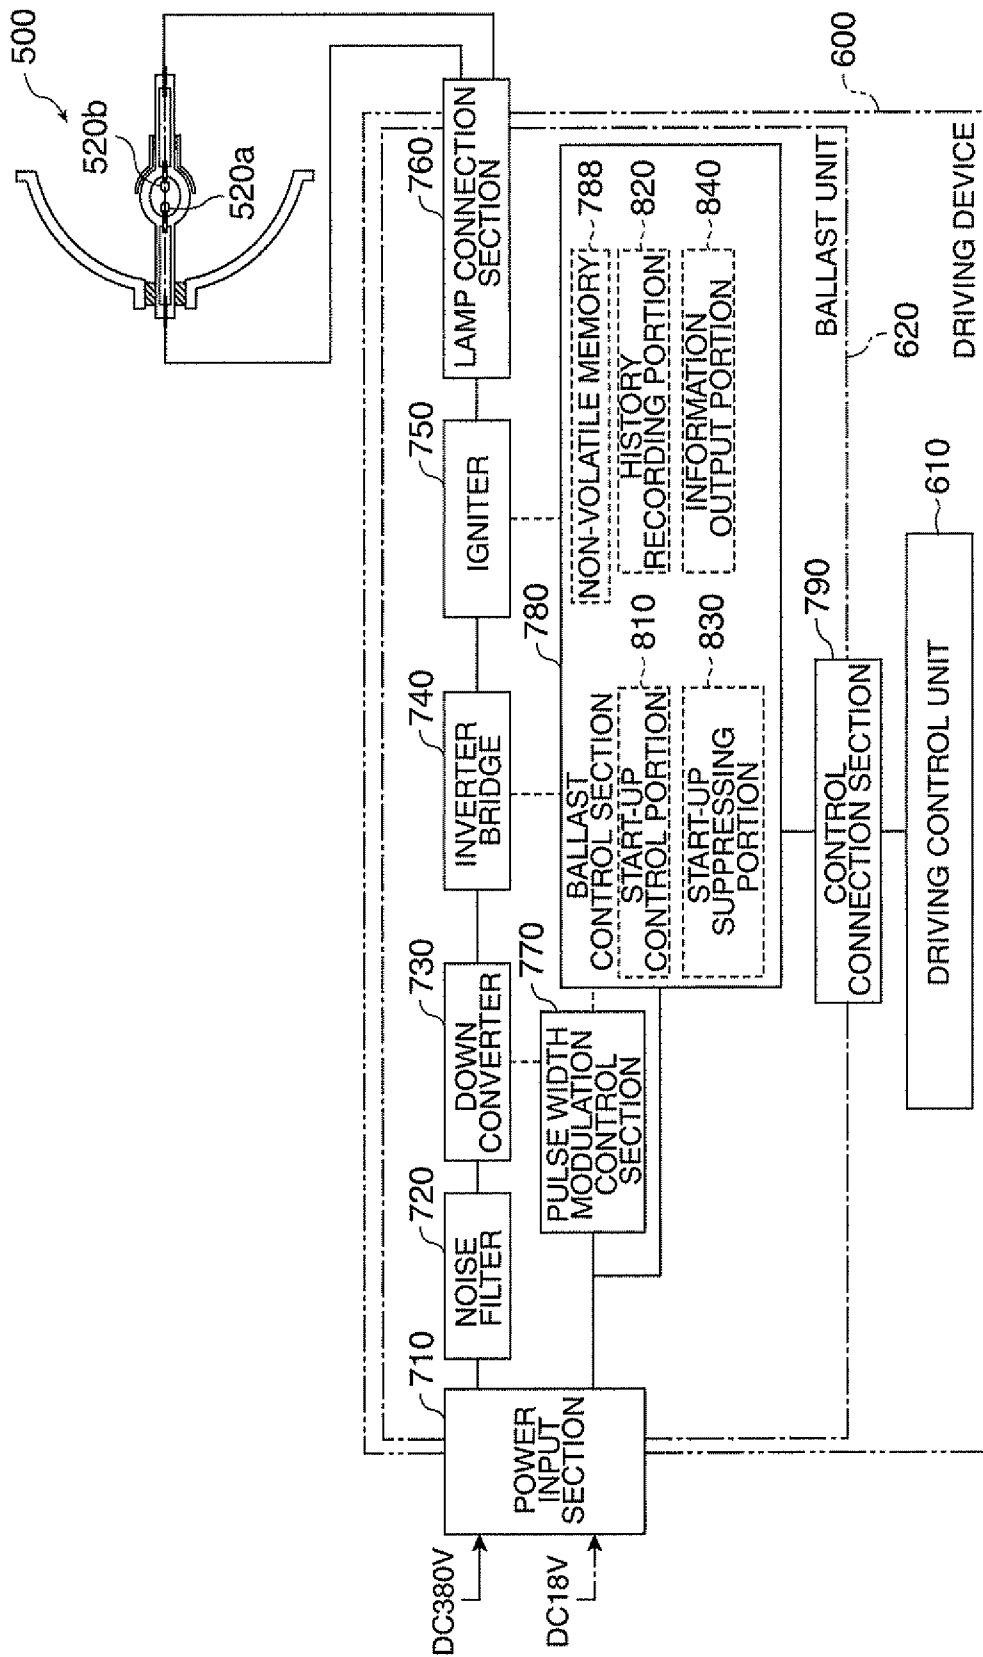 500
520b
520a
760
LAMP CONNECTION
SECTION
750
IGNITER
740
INVERTER
BRIDGE
730
DOWN
CONVERTER
720
NOISE
FILTER
710
POWER
INPUT
SECTION
DC380V
DC18V
770
PULSE WIDTH
MODULATION
CONTROL
SECTION
780
BALLAST
CONTROL SECTION
NON-VOLATILE MEMORY
788
START-UP
CONTROL PORTION
810
HISTORY
RECORDING PORTION
820
START-UP
SUPPRESSING
PORTION
830
INFORMATION
OUTPUT PORTION
840
BALLAST UNIT
620
790
CONTROL
CONNECTION SECTION
610
DRIVING CONTROL UNIT
600
DRIVING DEVICE